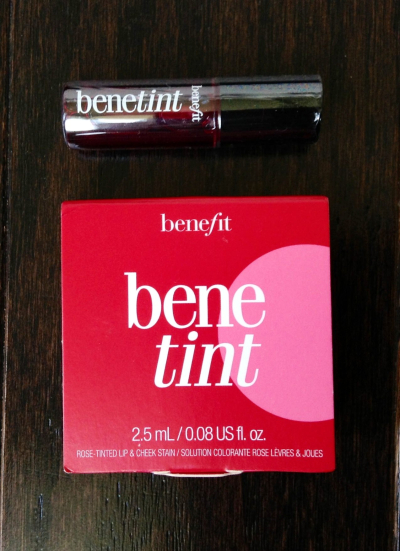 benetint benefit
benefit
bene
tint
2.5 mL / 0.08 US fl. oz.
ROSE-TINTED LIP & CHEEK STAIN / SOLUTION COLORANTE ROSE LÈVRES & JOUES